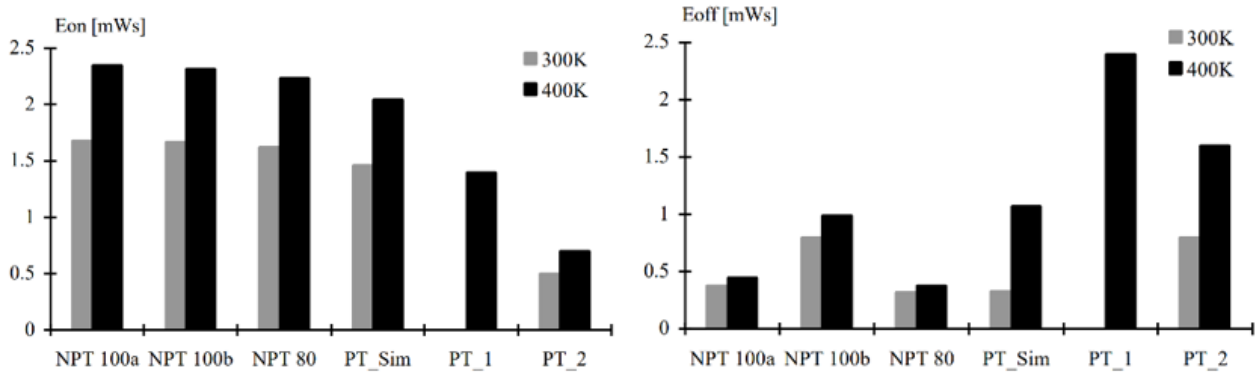 Eon [mWs]
2.5
2
1.5
1
0.5
0
300K
400K
NPT 100a NPT 100b NPT 80 PT_Sim PT_1 PT_2
Eoff [mWs]
2.5
2
1.5
1
0.5
0
300K
400K
NPT 100a NPT 100b NPT 80 PT_Sim PT_1 PT_2